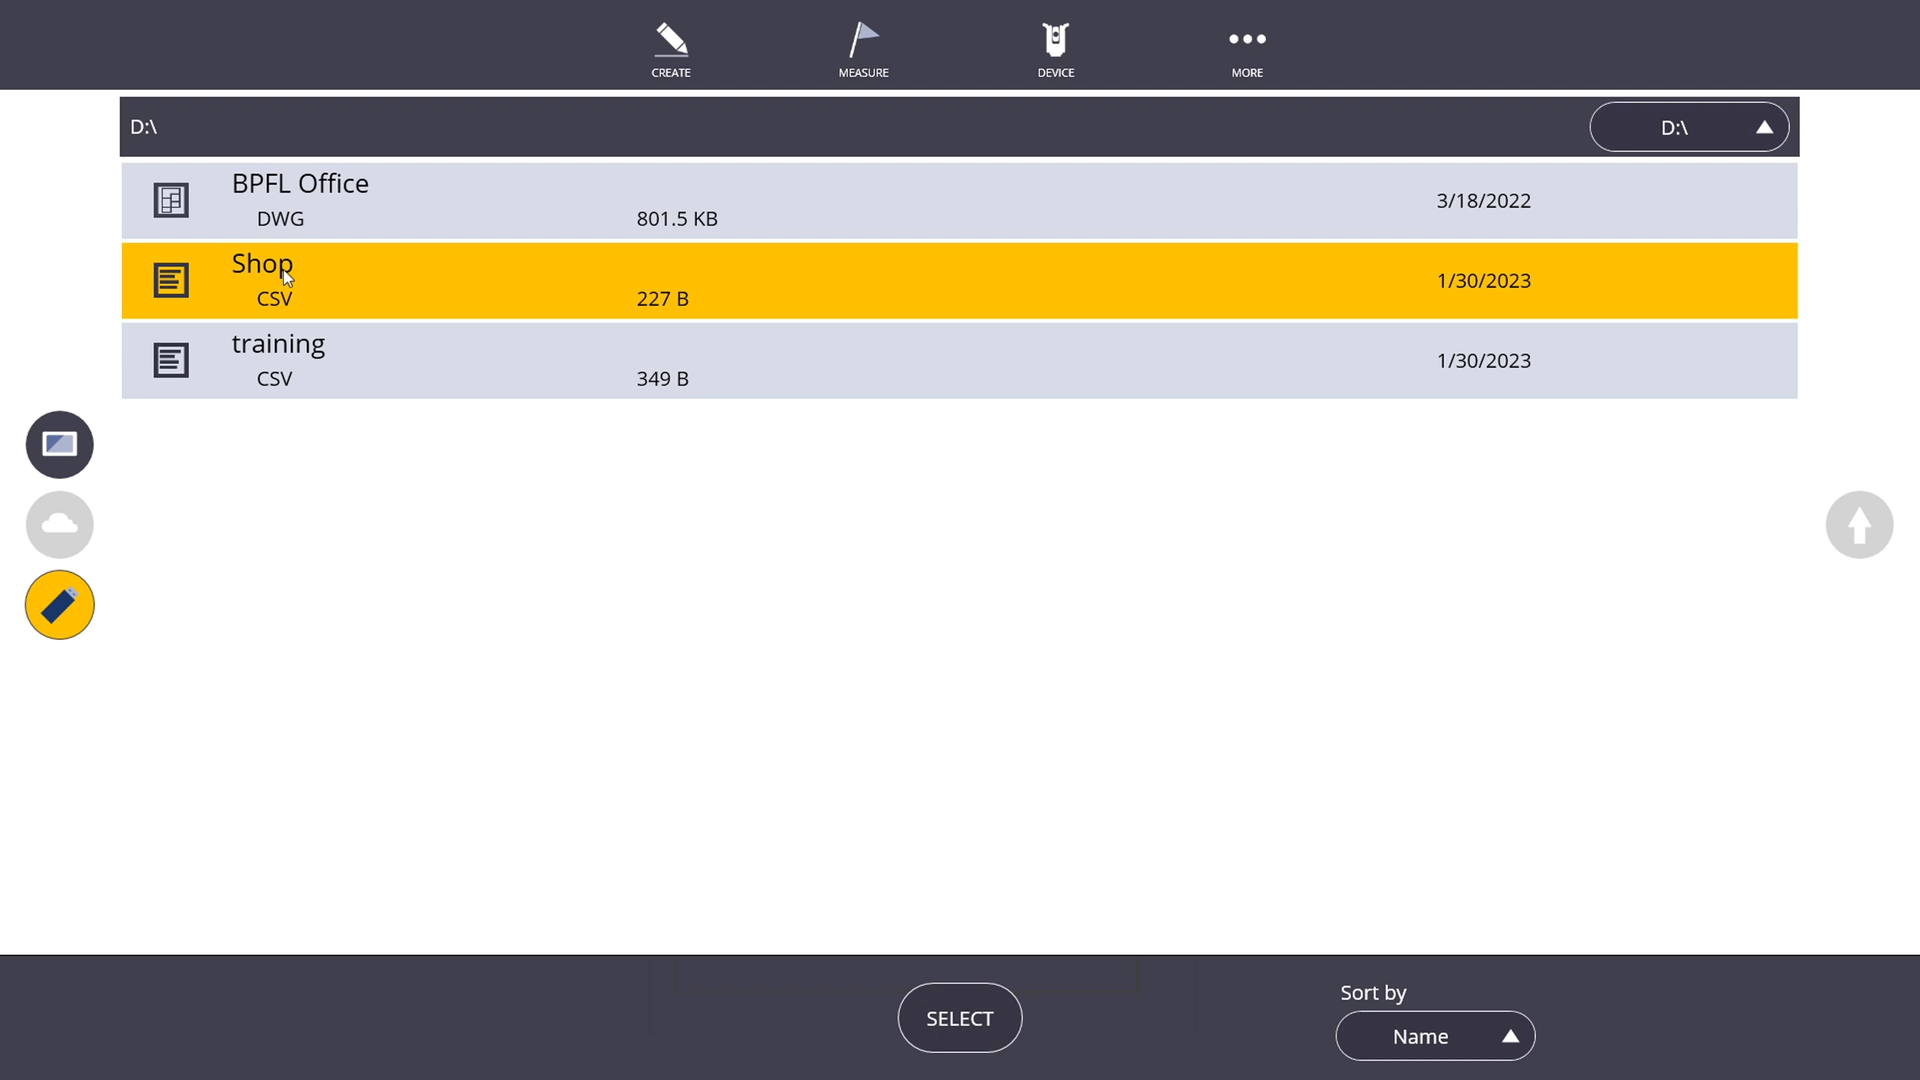 CREATE MEASURE DEVICE MORE
D:\ D:\
BPFL Office
DWG 801.5 KB 3/18/2022
Shop
CSV 227 B 1/30/2023
training
CSV 349 B 1/30/2023
Sort by
SELECT
Name